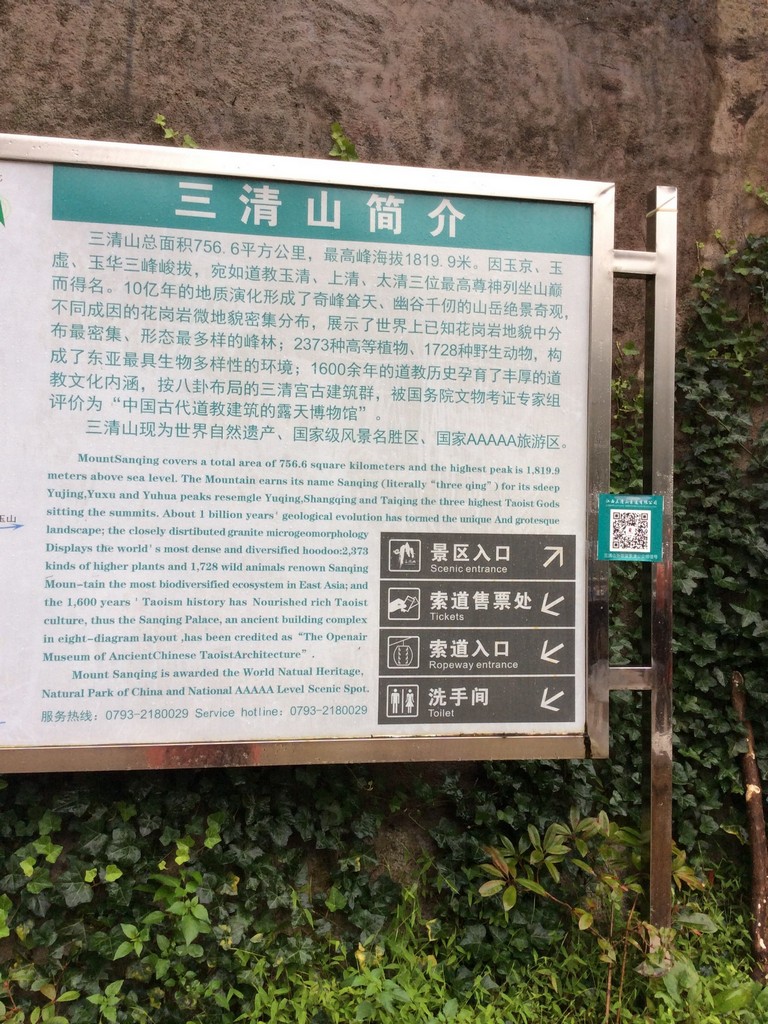 三清山简介
三清山总面积756.6平方公里，最高峰海拔1819.9米。因玉京、玉
虚、玉华三峰峻拔，宛如道教玉清、上清、太清三位最高尊神列坐山巅
而得名。10亿年的地质演化形成了奇峰耸天、幽谷千仞的山岳绝景奇观，
不同成因的花岗岩微地貌密集分布，展示了世界上已知花岗岩地貌中分
布最密集、形态最多样的峰林；2373种高等植物、1728种野生动物，构
成了东亚最具生物多样性的环境；1600余年的道教历史孕育了丰厚的道
教文化内涵，按八卦布局的三清宫古建筑群，被国务院文物考证专家组
评价为“中国古代道教建筑的露天博物馆”。
三清山现为世界自然遗产、国家级风景名胜区、国家AAAAA旅游区。
MountSanqing covers a total area of 756.6 square kilometers and the highest peak is 1,819.9
meters above sea level. The Mountain earns its name Sanqing (literally “three qing”) for its sdeep
Yujing,Yuxu and Yuhua peaks resemgle Yuqing,Shangqing and Taiqing the three highest Taoist Gods
sitting the summits. About 1 billion years' geological evolution has tormed the unique And grotesque
landscape; the closely disrtibuted granite microgeomorphology
Displays the world's most dense and diversified hoodoo:2,373
kinds of higher plants and 1,728 wild animals renown Sanqing
Moun-tain the most biodiversified ecosystem in East Asia; and
the 1,600 years ' Taoism history has Nourished rich Taoist
culture, thus the Sanqing Palace, an ancient building complex
in eight-diagram layout ,has been credited as “The Openair
Museum of AncientChinese TaoistArchitecture”.
Mount Sanqing is awarded the World Natual Heritage,
Natural Park of China and National AAAAA Level Scenic Spot.
服务热线：0793-2180029 Service hotline: 0793-2180029
景区入口
Scenic entrance
索道售票处
Tickets
索道入口
Ropeway entrance
洗手间
Toilet